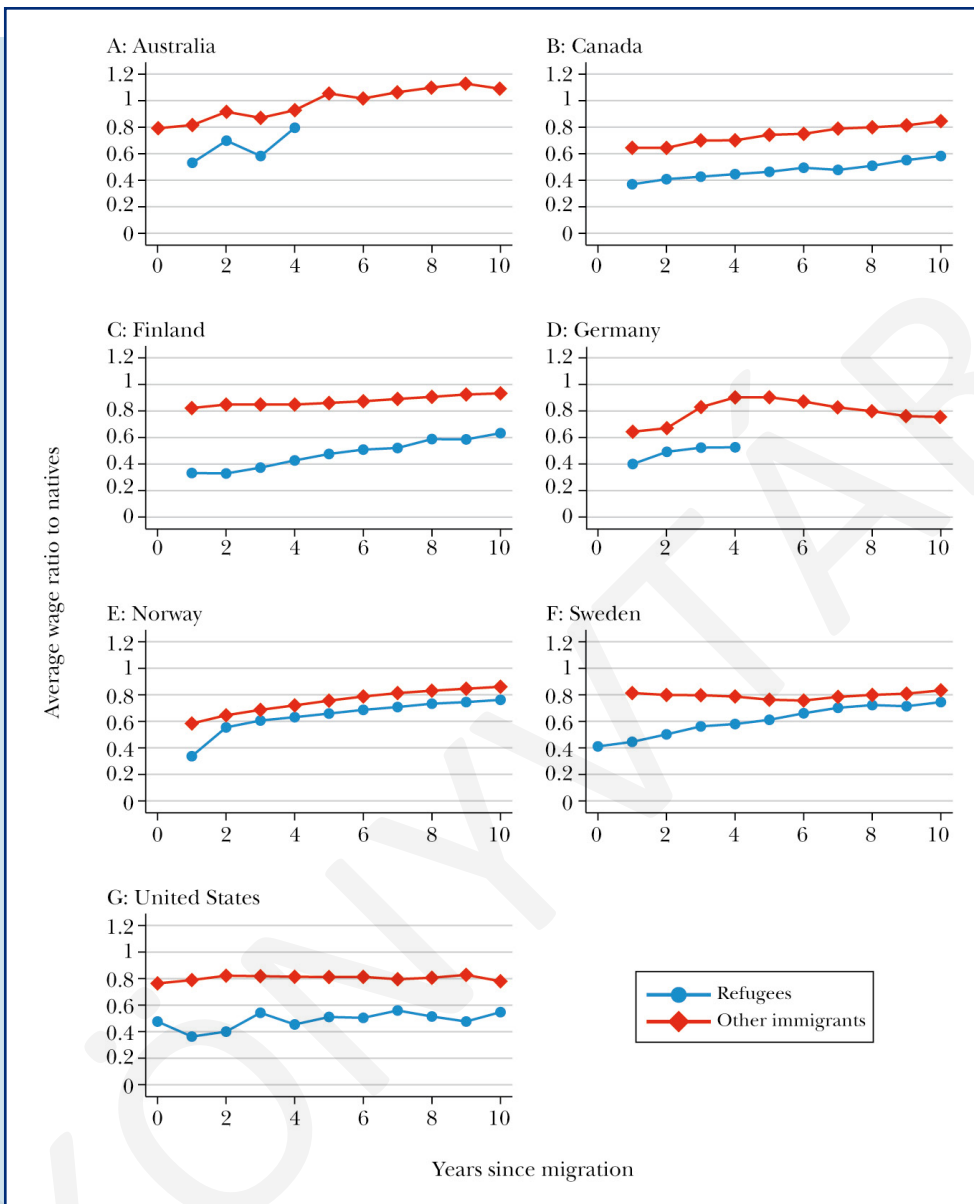 A: Australia
1.2
1
0.8
0.6
0.4
0.2
0
0 2 4 6 8 10
B: Canada
1.2
1
0.8
0.6
0.4
0.2
0
0 2 4 6 8 10
C: Finland
1.2
1
0.8
0.6
0.4
0.2
0
0 2 4 6 8 10
D: Germany
1.2
1
0.8
0.6
0.4
0.2
0
0 2 4 6 8 10
Average wage ratio to natives
E: Norway
1.2
1
0.8
0.6
0.4
0.2
0
0 2 4 6 8 10
F: Sweden
1.2
1
0.8
0.6
0.4
0.2
0
0 2 4 6 8 10
G: United States
1.2
1
0.8
0.6
0.4
0.2
0
0 2 4 6 8 10
Refugees
Other immigrants
Years since migration
KÖNYVTÁR